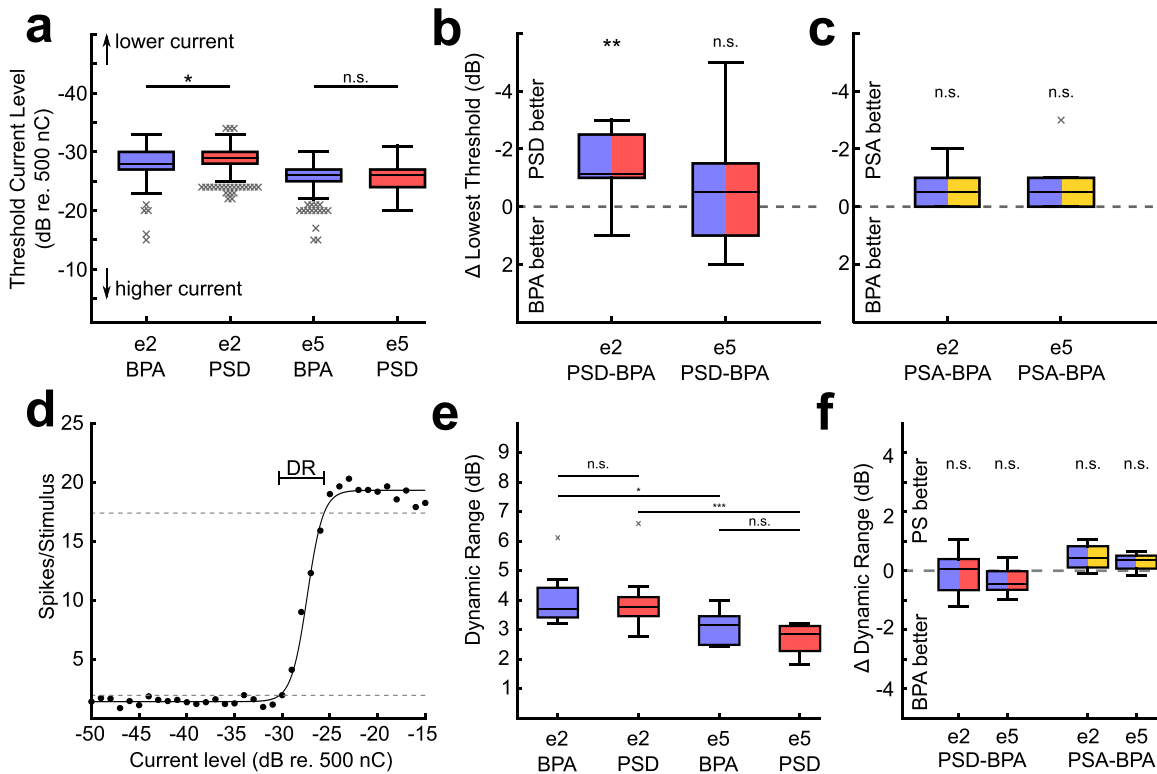 a
lower current
*
n.s.
-40
-30
-20
-10
higher current
Threshold Current Level
(dB re. 500 nC)
e2 e2 e5 e5
BPA PSD BPA PSD
b
**
n.s.
-4
-2
0
2
Δ Lowest Threshold (dB)
PSD better
BPA better
e2 e5
PSD-BPA PSD-BPA
c
n.s. n.s.
-4
-2
0
2
PSA better
BPA better
e2 e5
PSA-BPA PSA-BPA
d
25
20
15
10
5
DR
Spikes/Stimulus
-50 -45 -40 -35 -30 -25 -20 -15
Current level (dB re. 500 nC)
e
9
8
7
6
5
4
3
2
1
n.s.
*
***
n.s.
Dynamic Range (dB)
e2 e2 e5 e5
BPA PSD BPA PSD
f
4
2
0
-2
-4
n.s. n.s. n.s. n.s.
Δ Dynamic Range (dB)
PS better
BPA better
e2 e5 e2 e5
PSD-BPA PSA-BPA